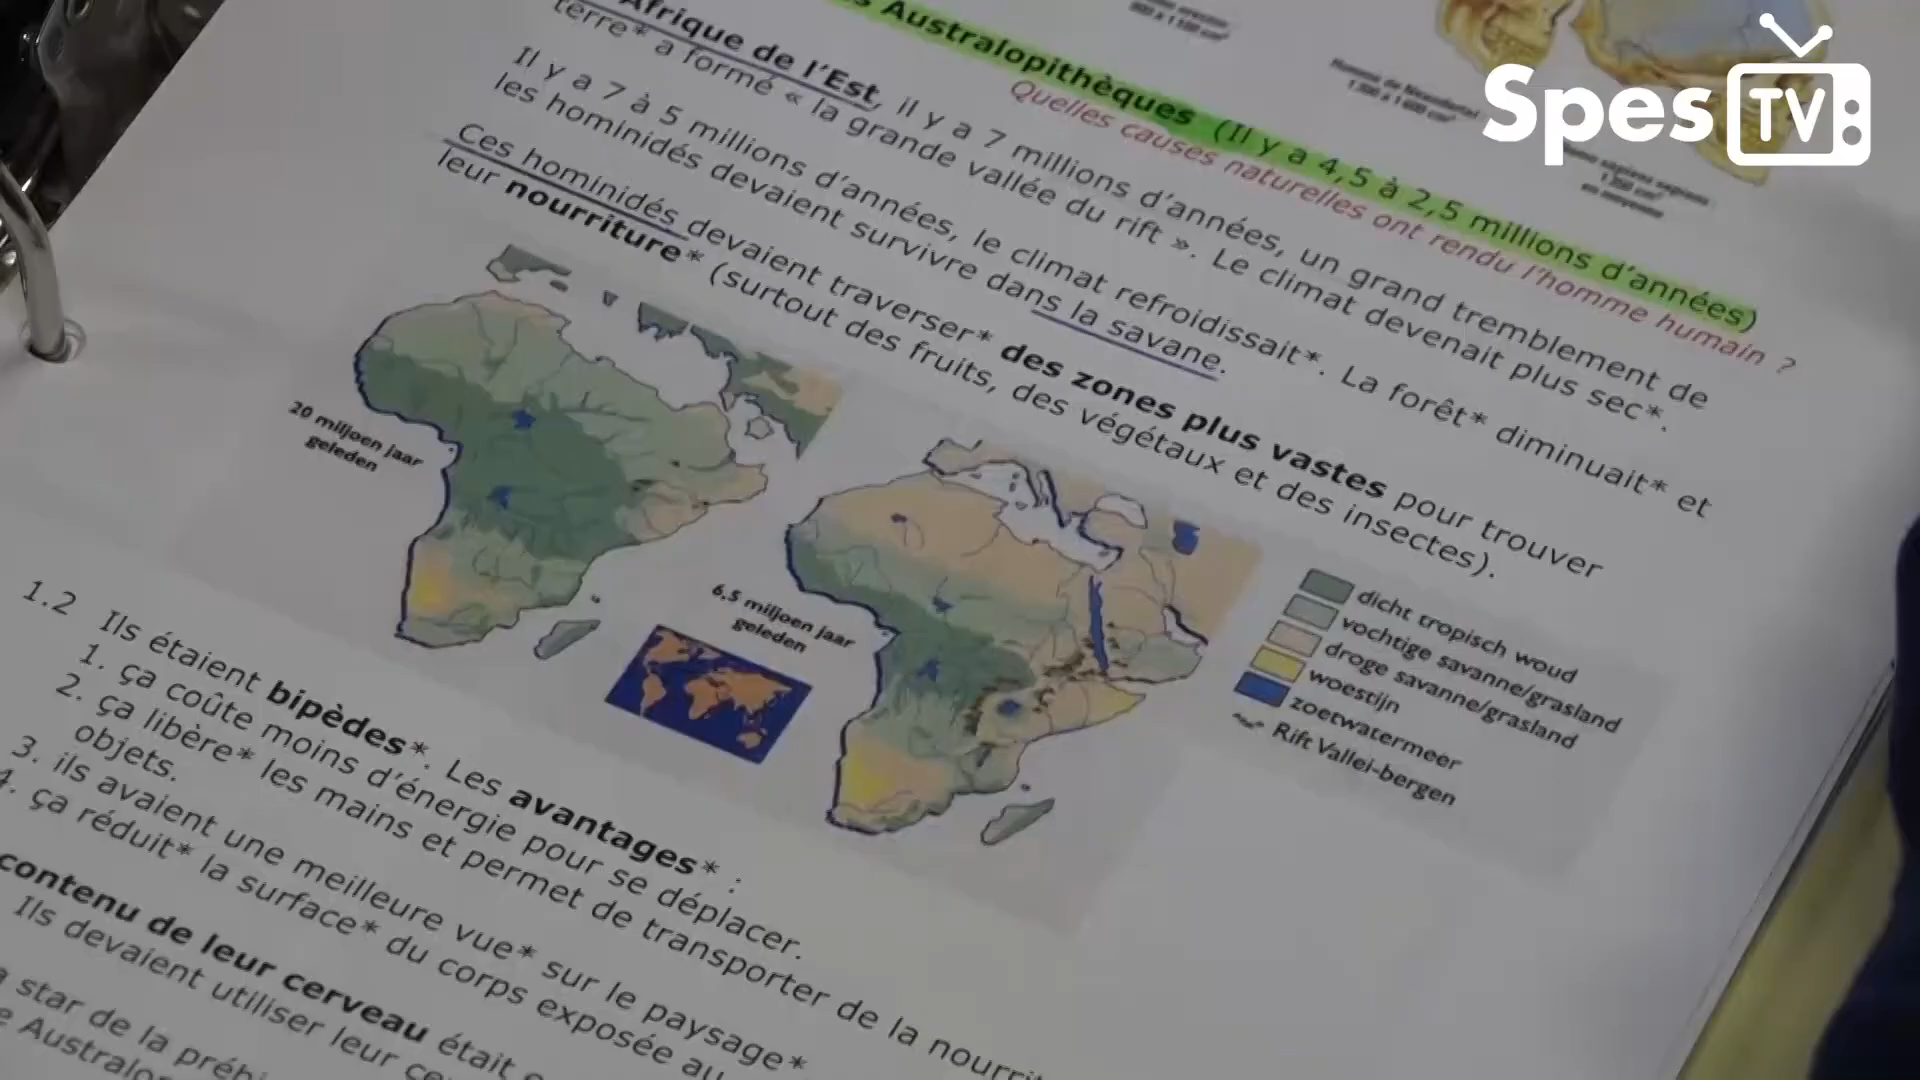 Spes TV:
Australopithèques (Il y a 4,5 à 2,5 millions d'années)
Quelles causes naturelles ont rendu l'homme humain ?
Afrique de l'Est, il y a 7 millions d'années, un grand tremblement de
terre* a formé « la grande vallée du rift ». Le climat devenait plus sec*.
Il y a 7 à 5 millions d'années, le climat refroidissait*. La forêt* diminuait* et
les hominidés devaient survivre dans la savane.
Ces hominidés devaient traverser* des zones plus vastes pour trouver
leur nourriture* (surtout des fruits, des végétaux et des insectes).
20 miljoen jaar
geleden
6,5 miljoen jaar
geleden
dicht tropisch woud
vochtige savanne/grasland
droge savanne/grasland
woestijn
zoetwatermeer
Rift Vallei-bergen
1.2 Ils étaient bipèdes*. Les avantages* :
1. ça coûte moins d'énergie pour se déplacer.
2. ça libère* les mains et permet de transporter de la
objets.
3. ils avaient une meilleure vue* sur le paysage*
4. ça réduit* la surface* du corps exposée au
contenu de leur cerveau était
Ils devaient utiliser leur
star de la